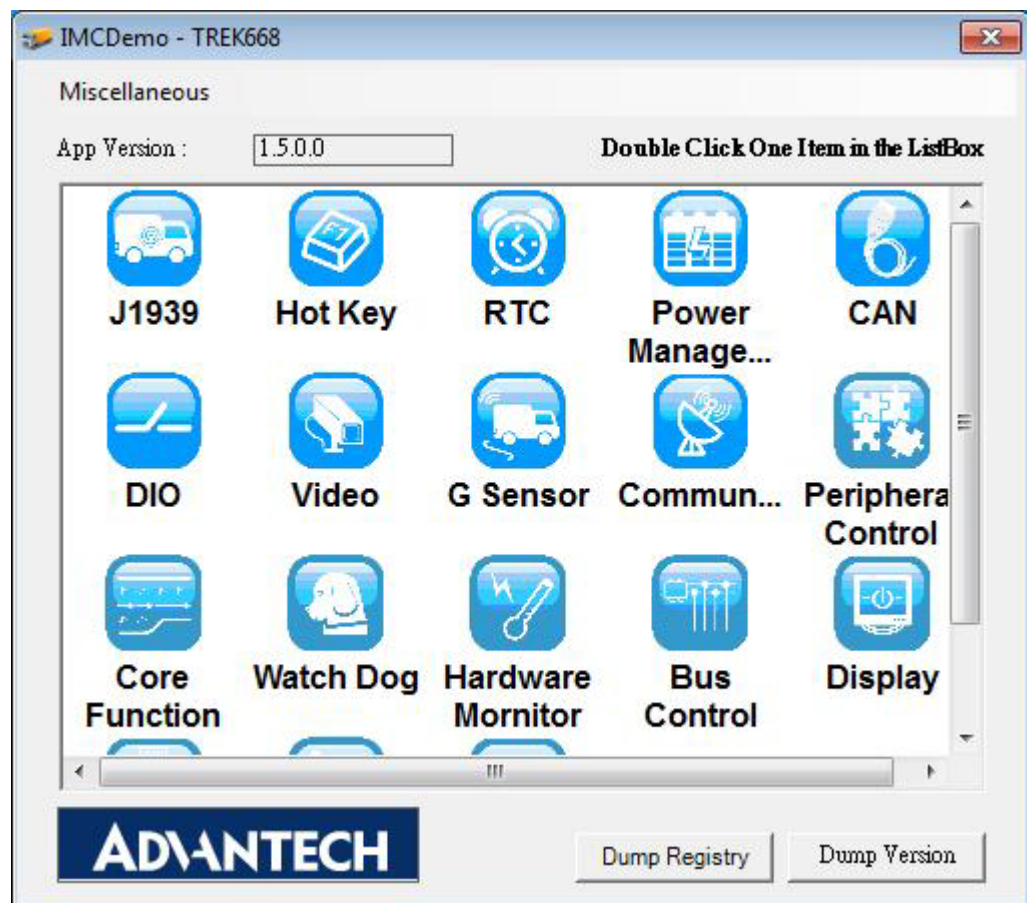 IMCDemo - TREK668
Miscellaneous
App Version :
1.5.0.0
Double Click One Item in the ListBox
F1
J1939
Hot Key
RTC
Power
Manage...
CAN
DIO
Video
G Sensor
Commun...
Periphera
Control
Core
Function
Watch Dog
Hardware
Mornitor
Bus
Control
Display
ADVANTECH
Dump Registry
Dump Version